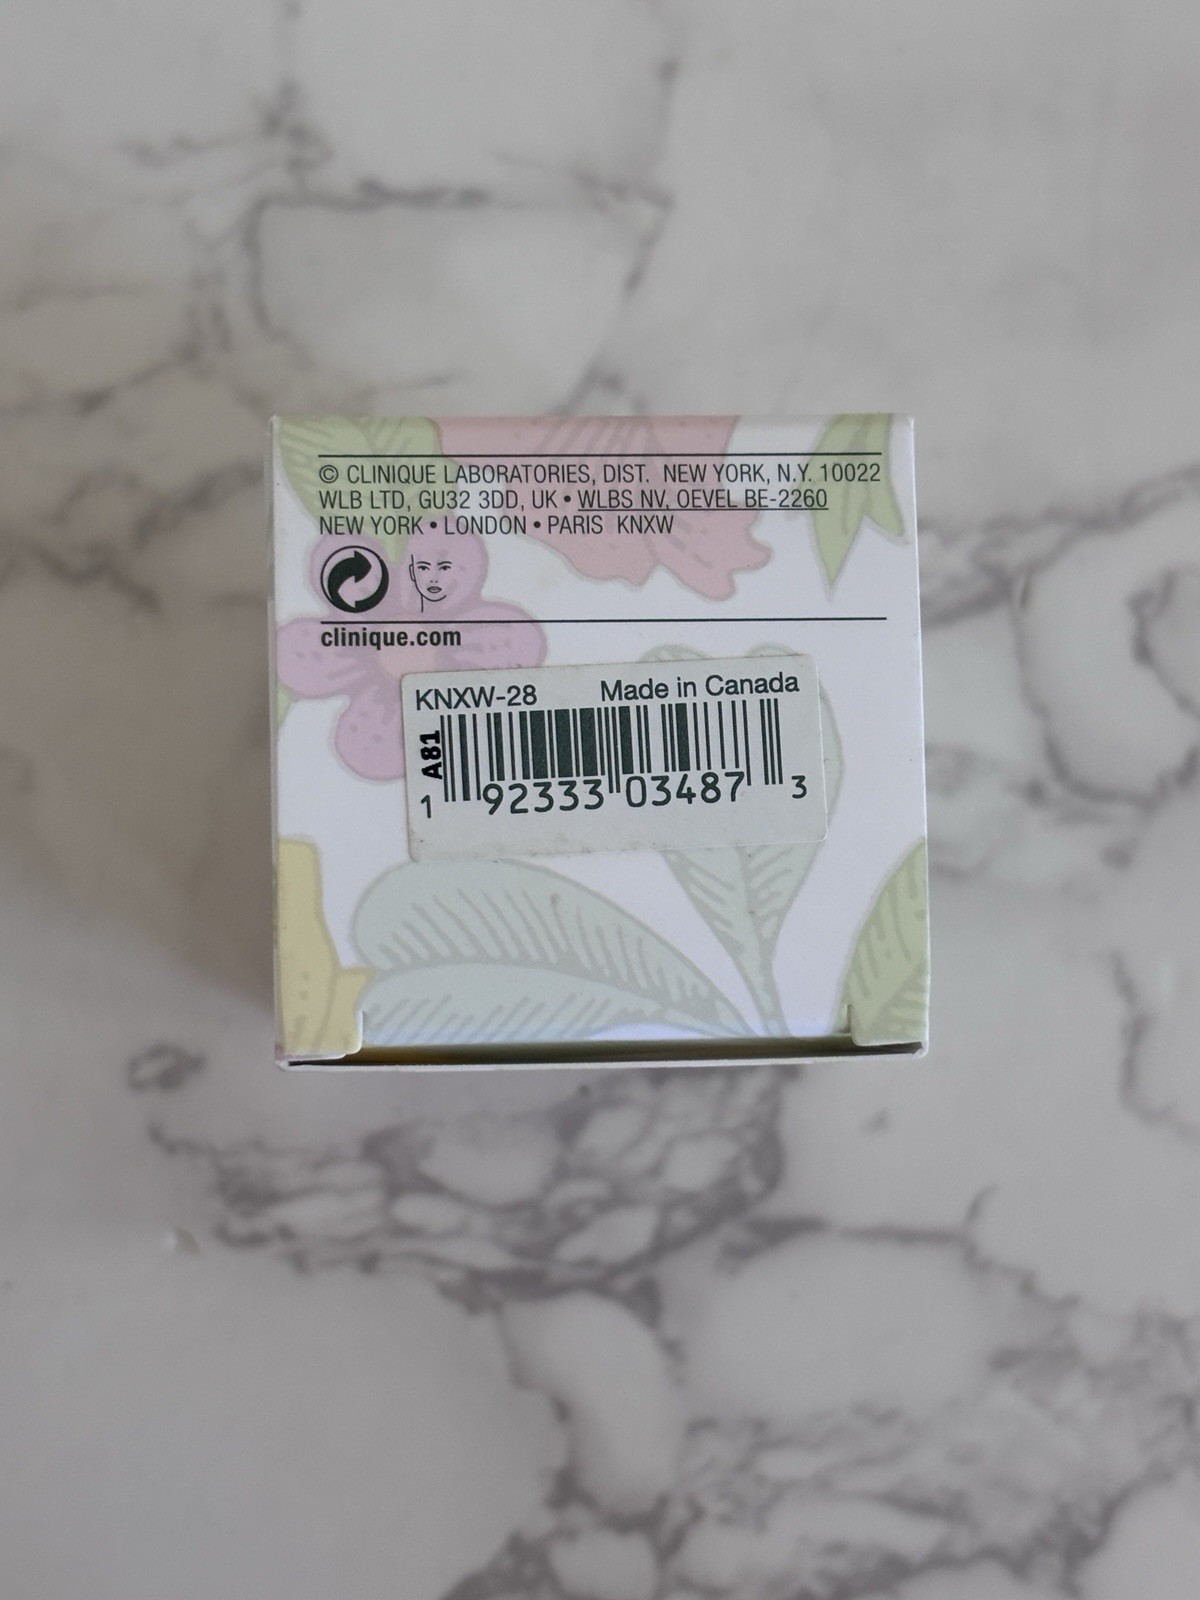 © CLINIQUE LABORATORIES, DIST. NEW YORK, N.Y. 10022
WLB LTD, GU32 3DD, UK • WLBS NV, OEVEL BE-2260
NEW YORK • LONDON • PARIS KNXW
clinique.com
KNXW-28 Made in Canada
A81
1 92333 03487 3